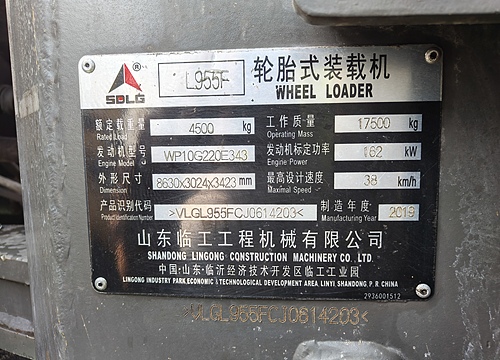 SDLG ®
L955F
轮胎式装载机
WHEEL LOADER
额定载重量 4500 kg
Rated Load
工作质量 17500 kg
Operating Mass
发动机型号 WP10G220E343
Engine Model
发动机标定功率 162 kW
Engine Power
外形尺寸 8630x3024x3423 mm
Dimension
最高设计速度 38 km/h
Maximal Speed
产品识别代码 >VLGL955FCJ0614203<
Product Identification Number
制造年度 2019
Manufacturing Year
山东临工工程机械有限公司
SHANDONG LINGONG CONSTRUCTION MACHINERY CO., LTD.
中国·山东·临沂经济技术开发区临工工业园
LINGONG INDUSTRY PARK, ECONOMIC & TECHNOLOGICAL DEVELOPMENT AREA LINYI SHANDONG, P. R CHINA
2936001512
>VLGL955FCJ0614203<